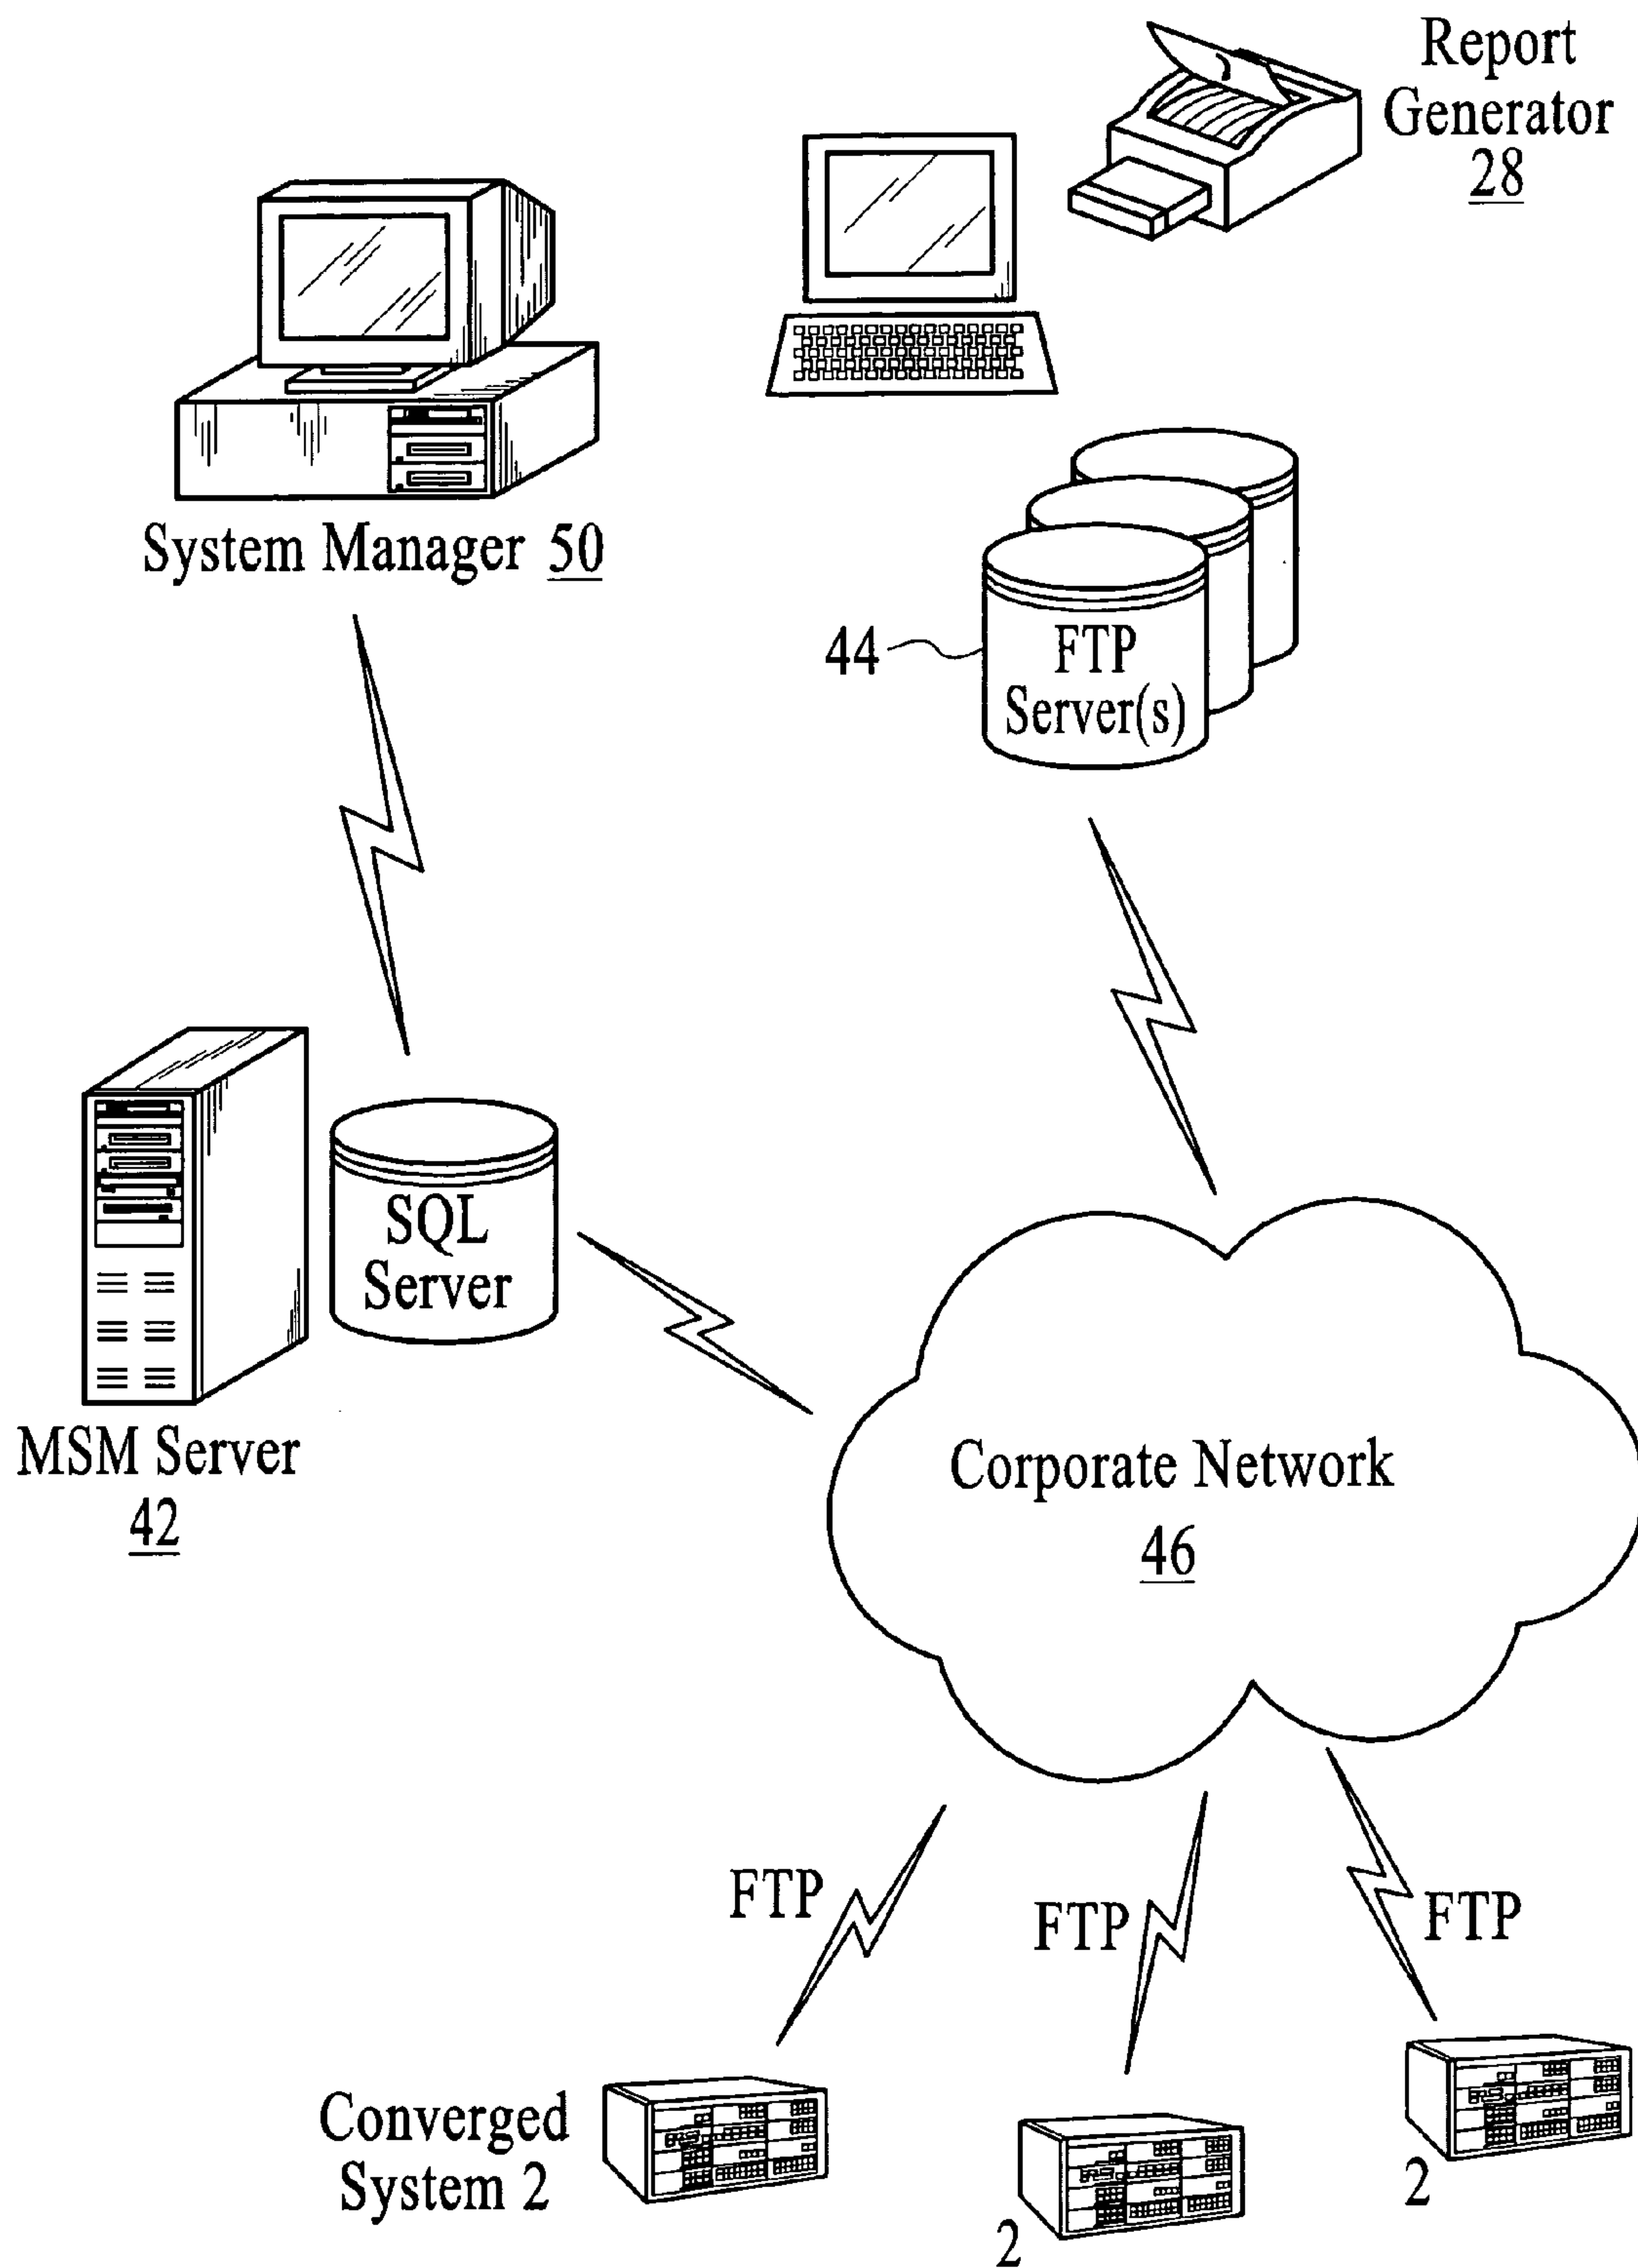 Report
Generator
28
System Manager 50
44
FTP
Server(s)
SQL
Server
MSM Server
42
Corporate Network
46
FTP
FTP
FTP
Converged
System 2
2
2